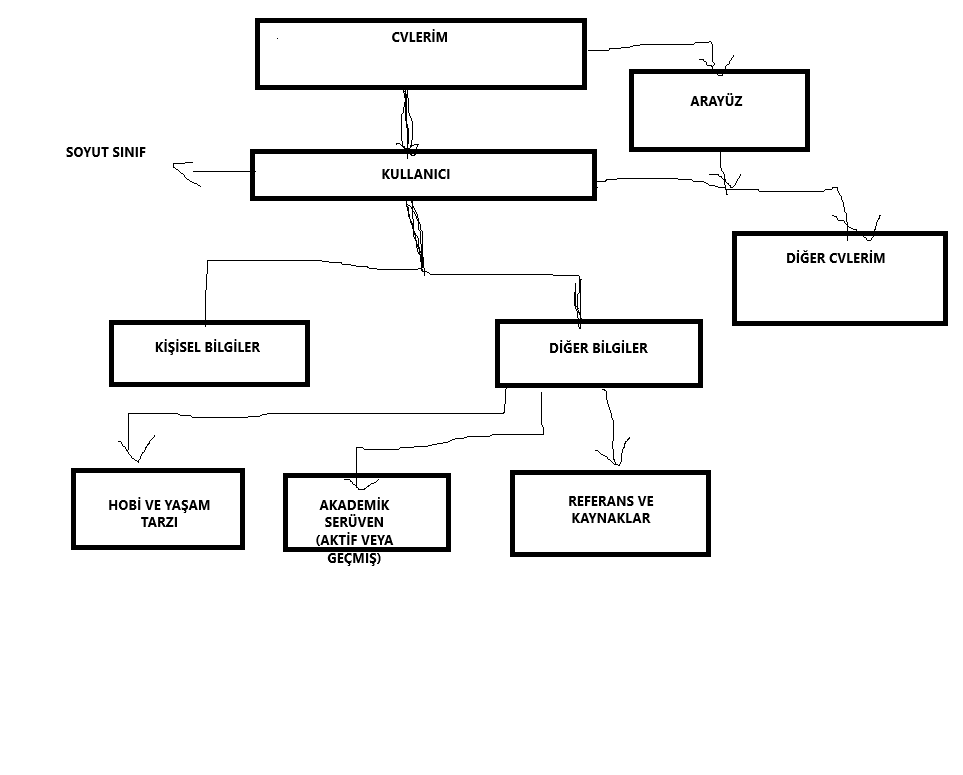 CVLERİM
ARAYÜZ
SOYUT SINIF
KULLANICI
DİĞER CVLERİM
KİŞİSEL BİLGİLER
DİĞER BİLGİLER
HOBİ VE YAŞAM
TARZI
AKADEMİK
SERÜVEN
(AKTİF VEYA
GEÇMIŞ)
REFERANS VE
KAYNAKLAR